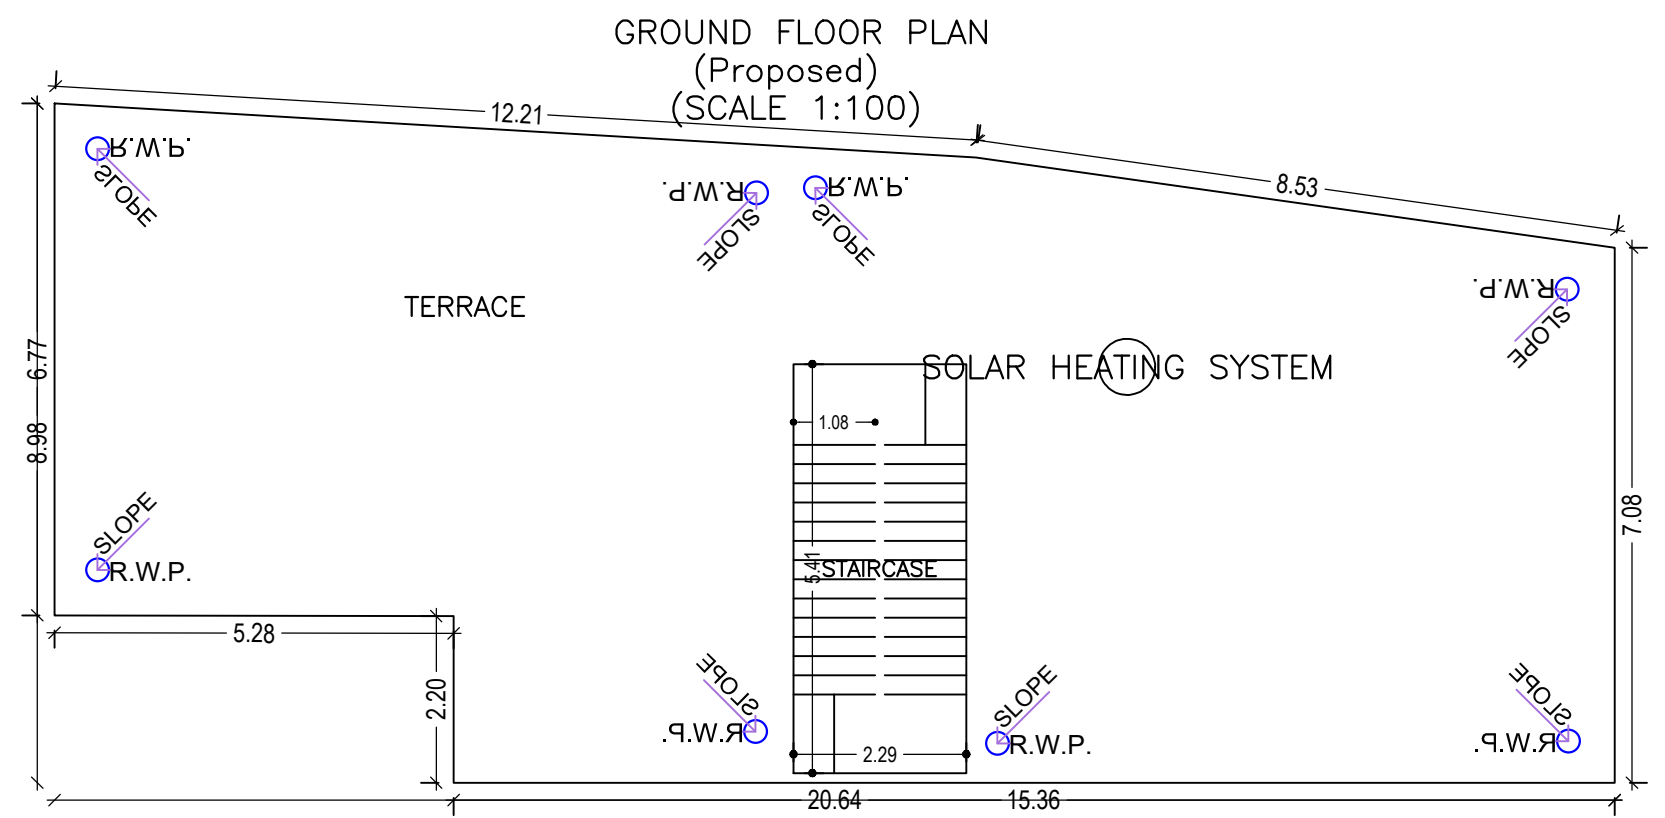 GROUND FLOOR PLAN
(Proposed)
(SCALE 1:100)
12.21
8.53
R.W.P.
SLOPE
R.W.P.
SLOPE
R.W.P.
SLOPE
R.W.P.
SLOPE
TERRACE
SOLAR HEATING SYSTEM
6.77
8.98
1.08
7.08
SLOPE
R.W.P.
5.41
STAIRCASE
5.28
2.20
SLOPE
R.W.P.
2.29
SLOPE
R.W.P.
SLOPE
R.W.P.
20.64
15.36